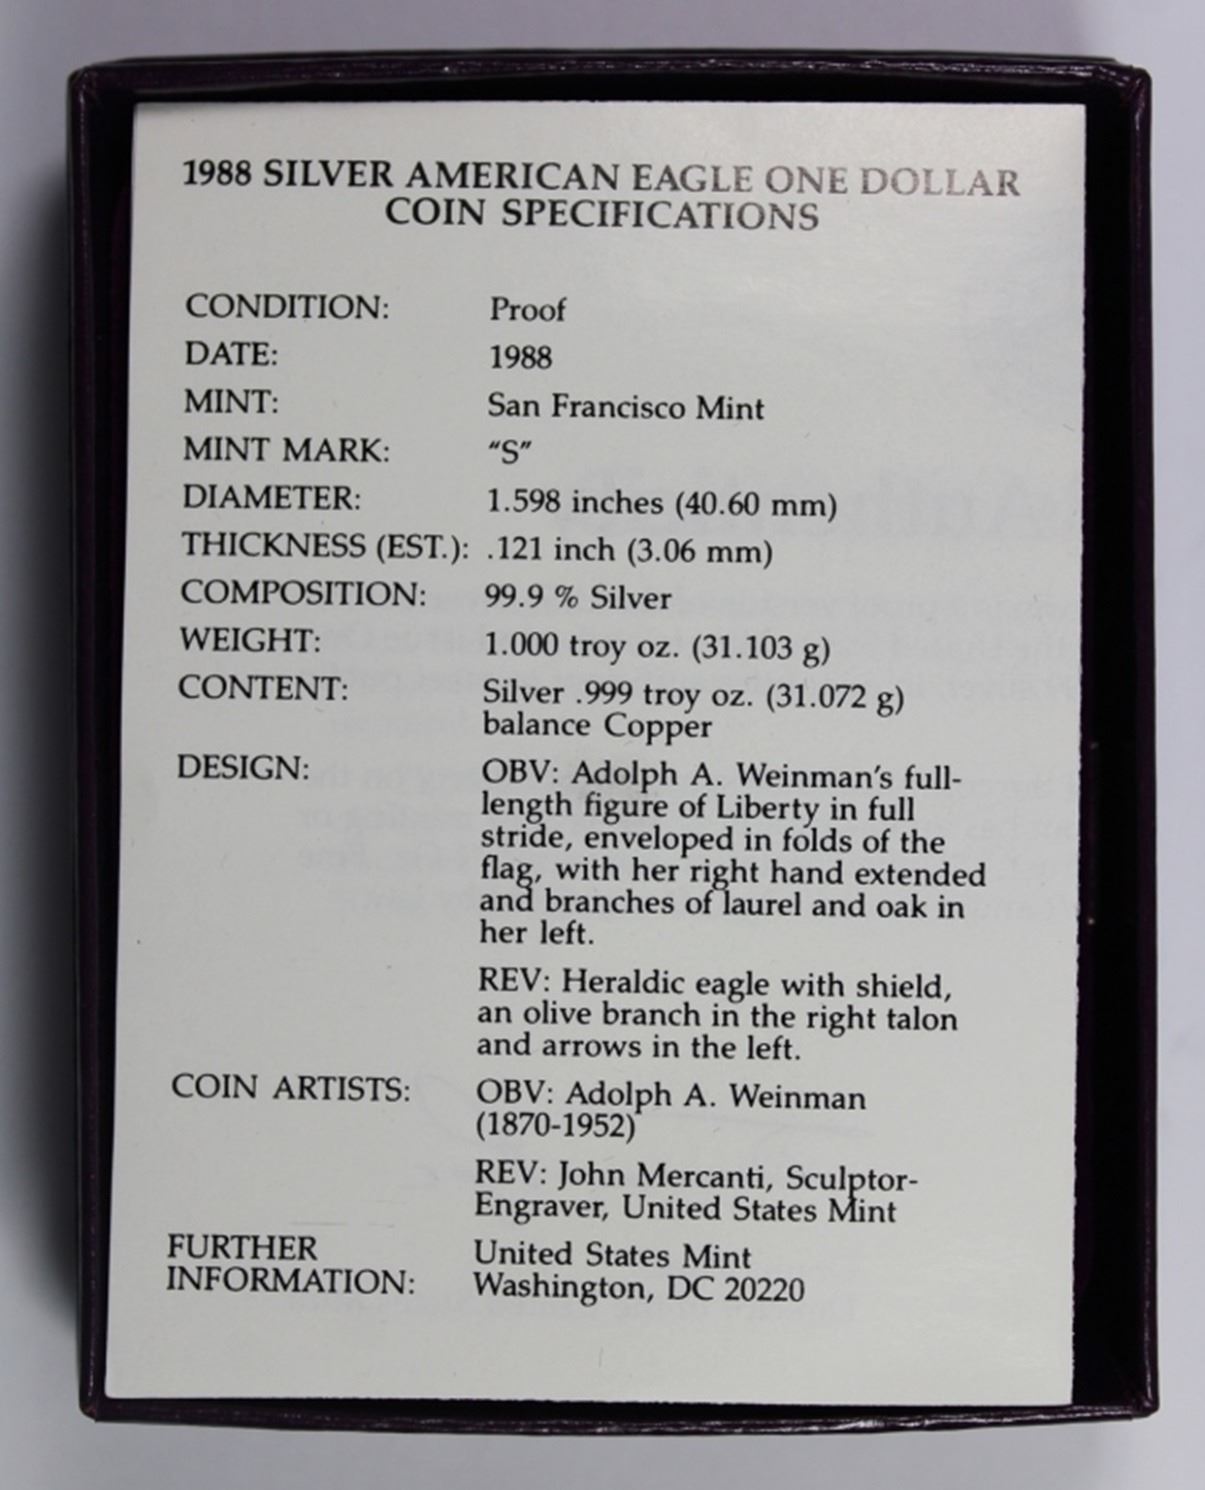 1988 SILVER AMERICAN EAGLE ONE DOLLAR
COIN SPECIFICATIONS
CONDITION: Proof
DATE: 1988
MINT: San Francisco Mint
MINT MARK: “S”
DIAMETER: 1.598 inches (40.60 mm)
THICKNESS (EST.): .121 inch (3.06 mm)
COMPOSITION: 99.9 % Silver
WEIGHT: 1.000 troy oz. (31.103 g)
CONTENT: Silver .999 troy oz. (31.072 g)
balance Copper
DESIGN: OBV: Adolph A. Weinman’s full-
length figure of Liberty in full
stride, enveloped in folds of the
flag, with her right hand extended
and branches of laurel and oak in
her left.
REV: Heraldic eagle with shield,
an olive branch in the right talon
and arrows in the left.
COIN ARTISTS: OBV: Adolph A. Weinman
(1870-1952)
REV: John Mercanti, Sculptor-
Engraver, United States Mint
FURTHER United States Mint
INFORMATION: Washington, DC 20220